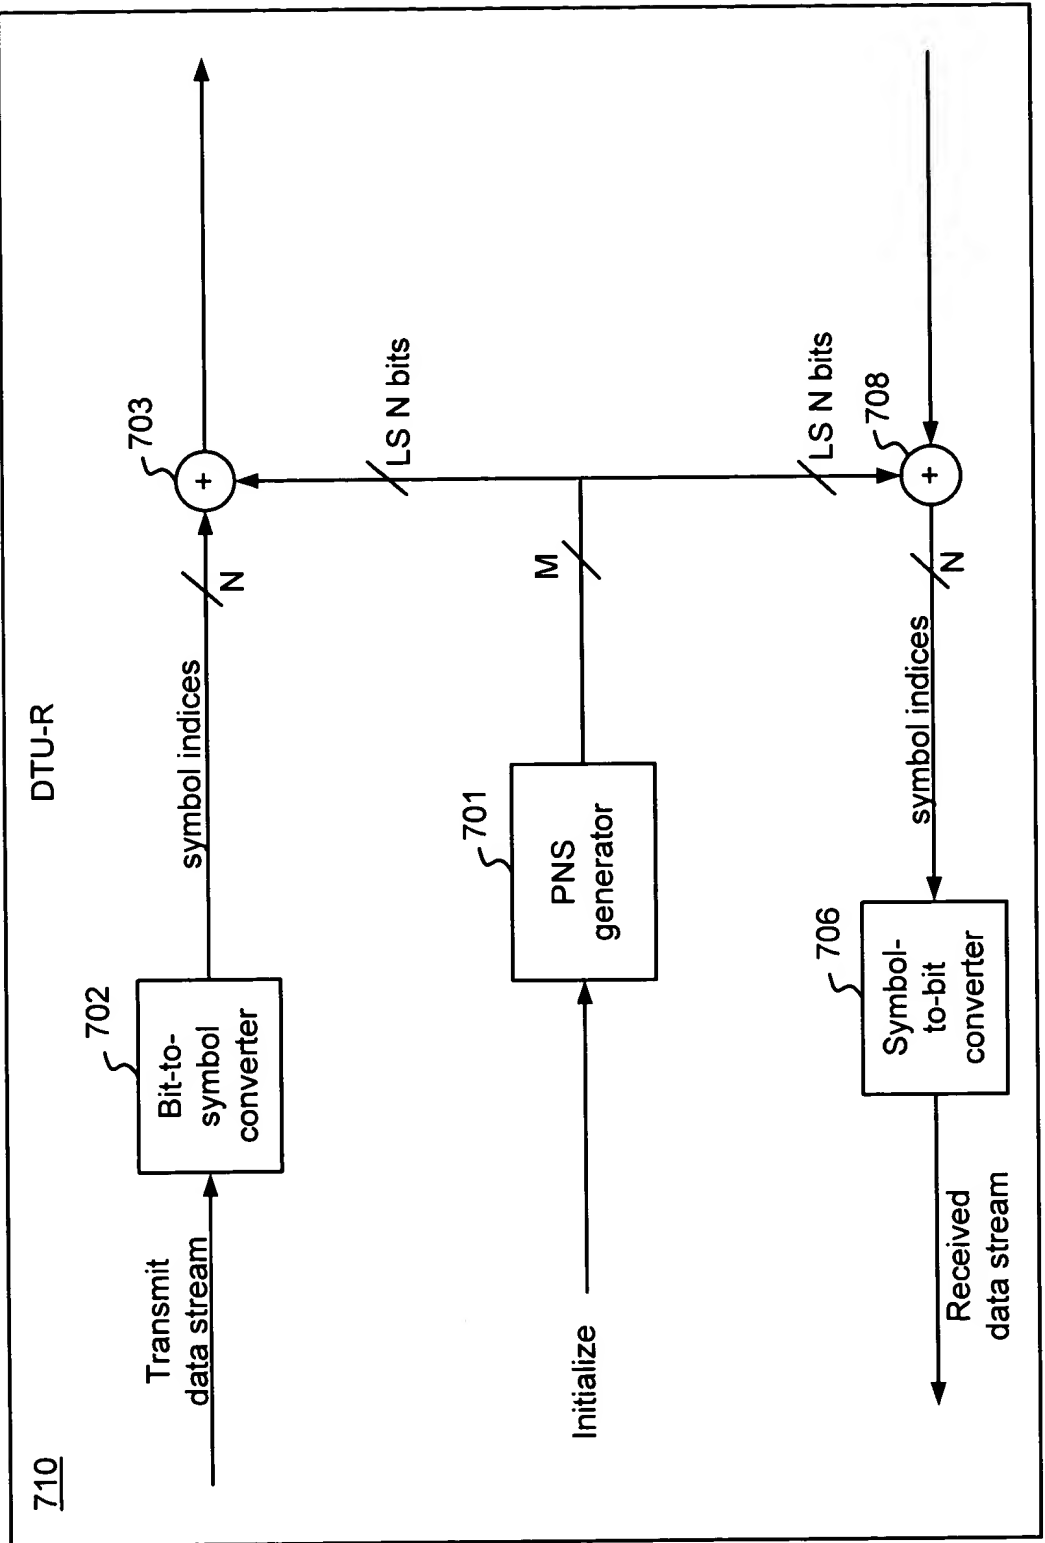 710
DTU-R
Transmit
data stream
702
Bit-to-
symbol
converter
symbol indices
N
703
+
LS N bits
Initialize
701
PNS
generator
M
LS N bits
708
+
N
symbol indices
706
Symbol-
to-bit
converter
Received
data stream